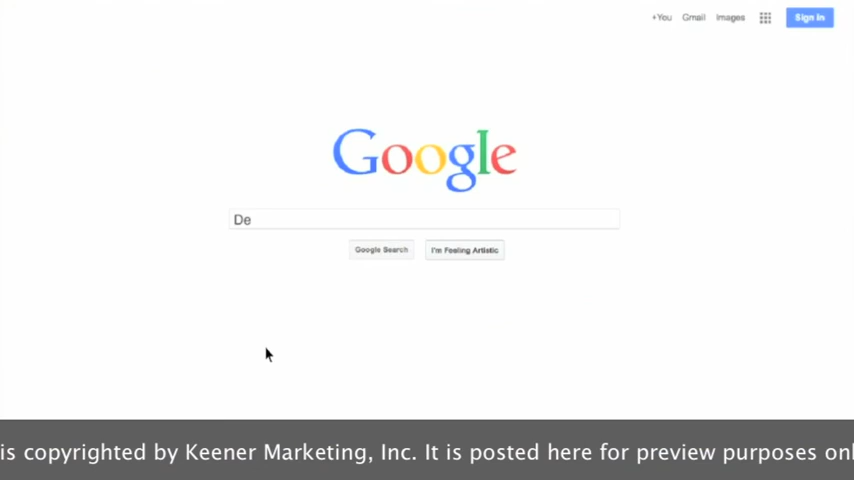 +You Gmail Images Sign in
Google
De
Google Search I'm Feeling Artistic
is copyrighted by Keener Marketing, Inc. It is posted here for preview purposes onl